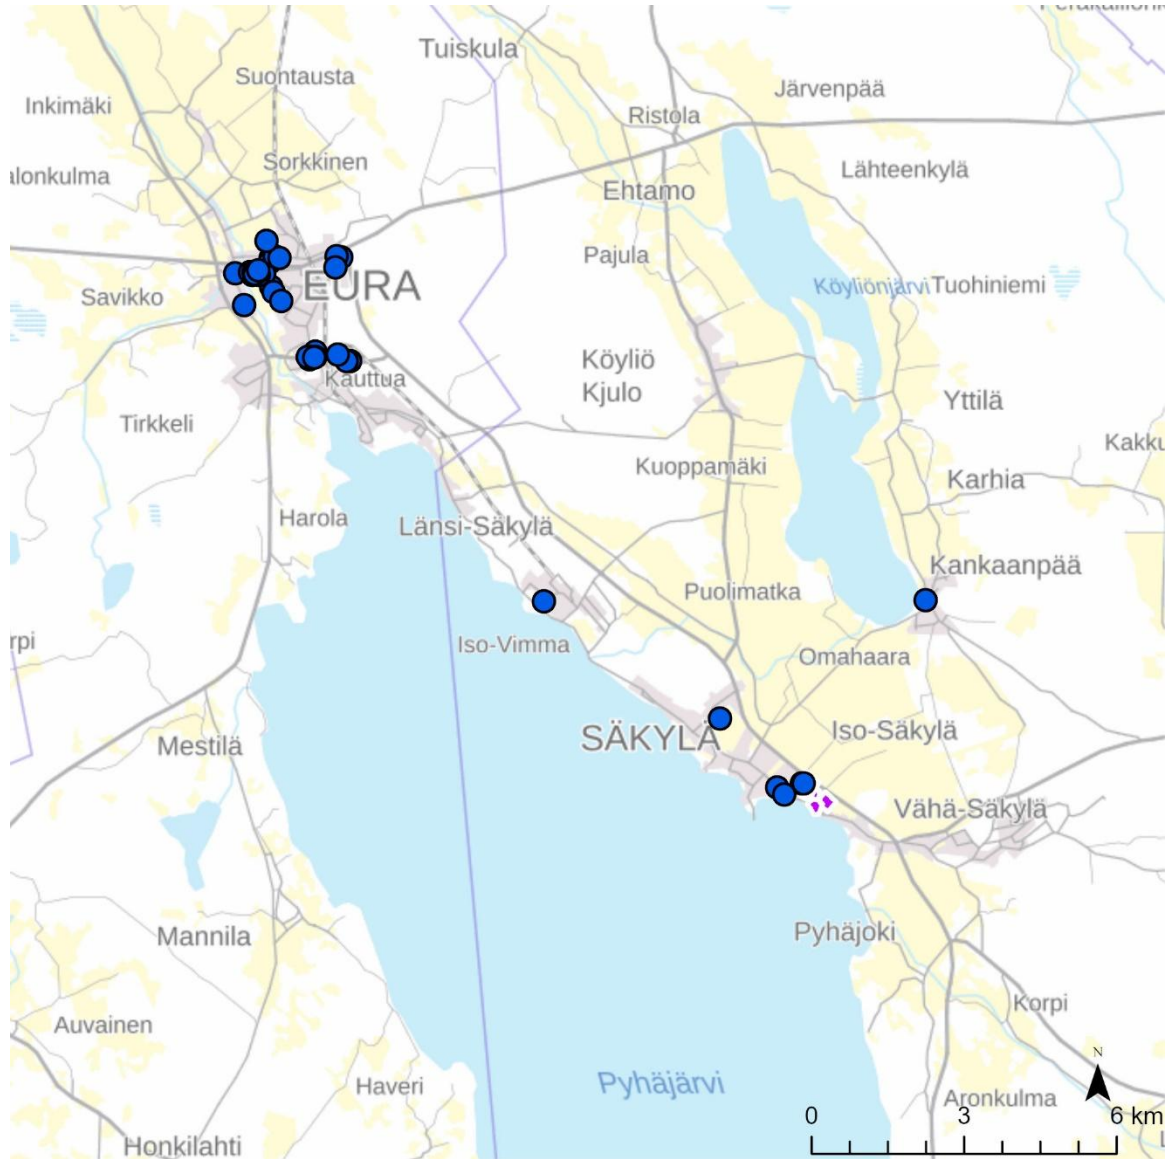 Tuiskula
Suontausta
Järvenpää
Inkimäki
Ristola
Sorkkinen
Lähteenkylä
alonkulma
Ehtamo
Pajula
EURA
Köyliönjärvi
Tuohiniemi
Savikko
Köyliö
Kjulo
Kauttua
Yttilä
Tirkkeli
Kakku
Kuoppamäki
Karhia
Harola
Länsi-Säkylä
Kankaanpää
Puolimatka
rpi
Iso-Vimma
Omahaara
SÄKYLÄ
Iso-Säkylä
Mestilä
Vähä-Säkylä
Pyhäjoki
Mannila
Korpi
Auvainen
N
Pyhäjärvi
Haveri
Aronkulma
0 3 6 km
Honkilahti